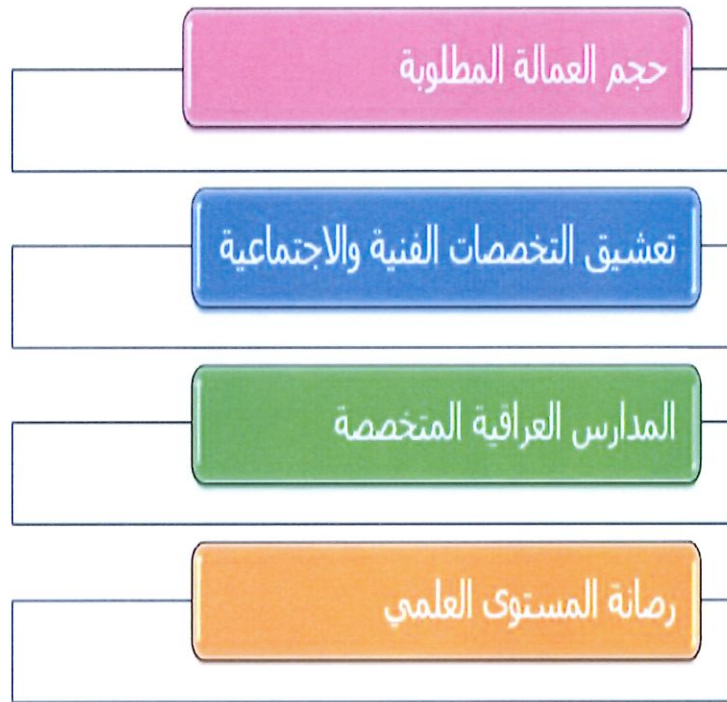 حجم العمالة المطلوبة
تعشيق التخصصات الفنية والاجتماعية
المدارس العراقية المتخصصة
رصانة المستوى العلمي